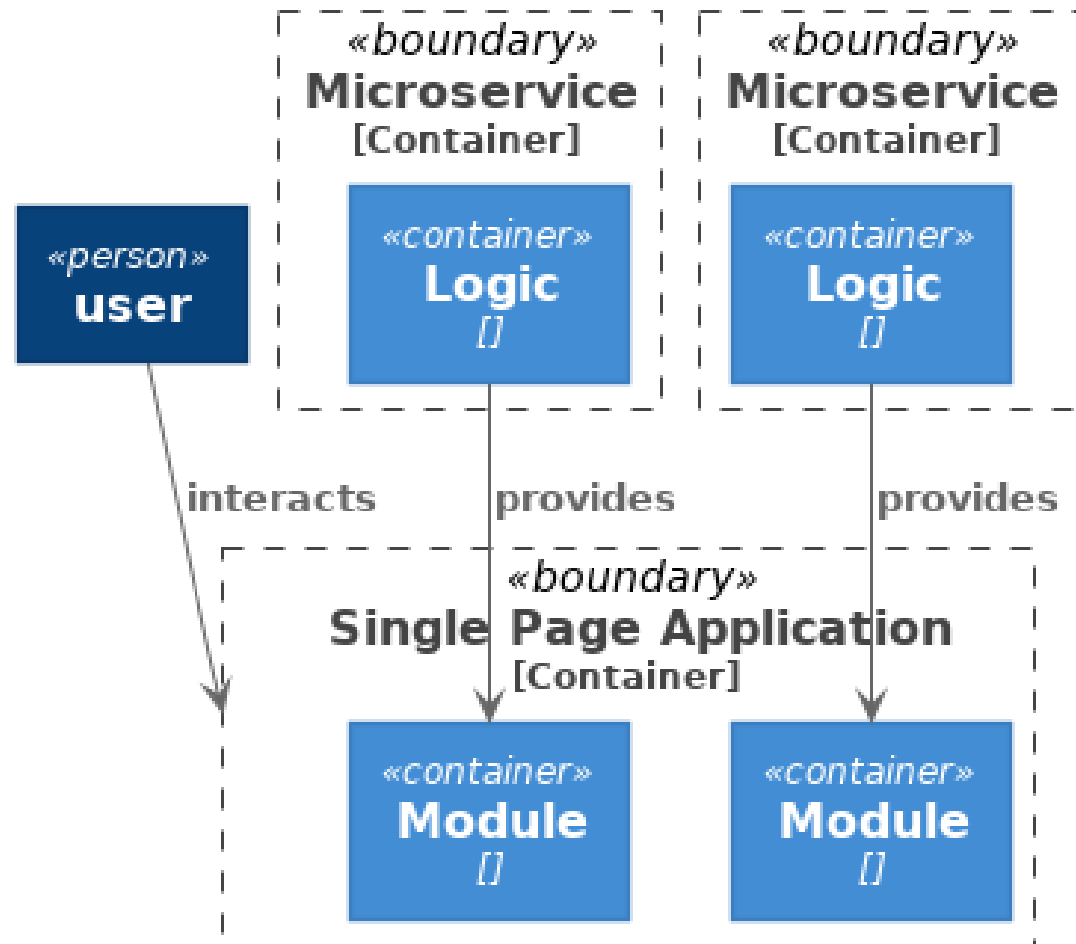 «boundary»
Microservice
[Container]
«boundary»
Microservice
[Container]
«person»
user
«container»
Logic
[]
«container»
Logic
[]
interacts
provides
provides
«boundary»
Single Page Application
[Container]
«container»
Module
[]
«container»
Module
[]